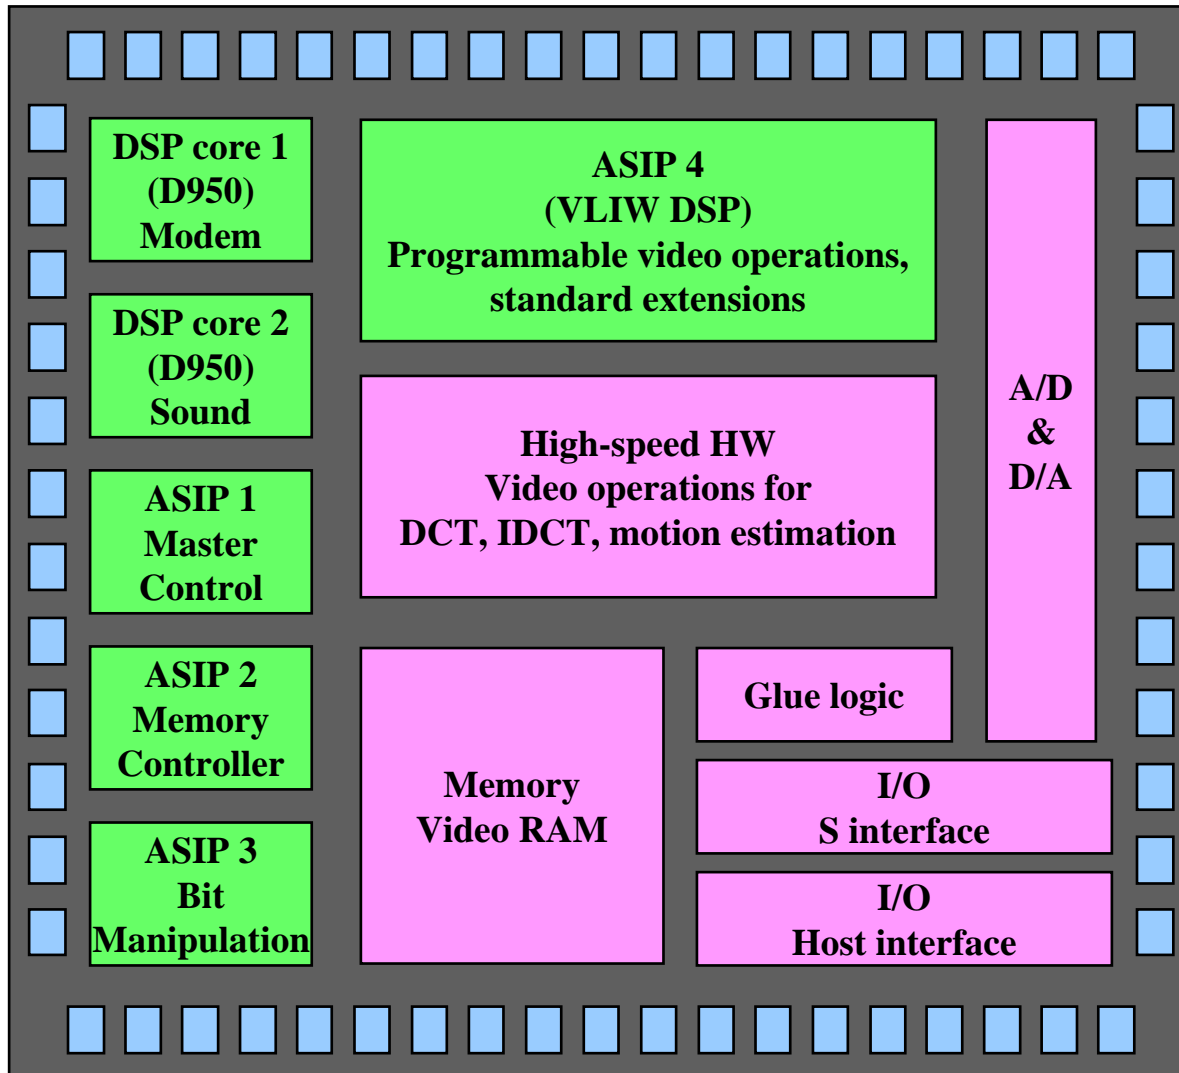 DSP core 1
(D950)
Modem
DSP core 2
(D950)
Sound
ASIP 1
Master
Control
ASIP 2
Memory
Controller
ASIP 3
Bit
Manipulation
ASIP 4
(VLIW DSP)
Programmable video operations,
standard extensions
High-speed HW
Video operations for
DCT, IDCT, motion estimation
Memory
Video RAM
Glue logic
A/D
&
D/A
I/O
S interface
I/O
Host interface